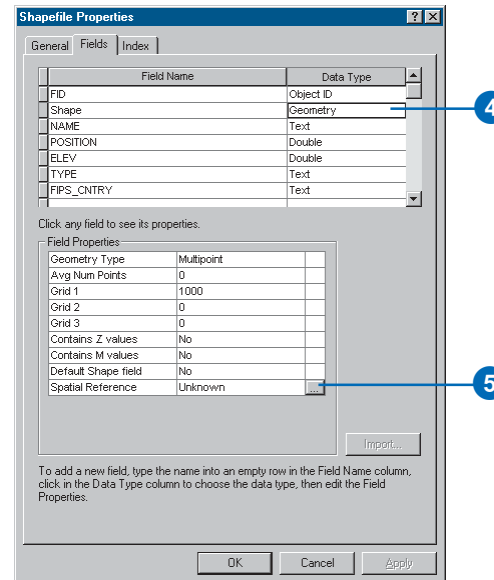 Shapefile Properties
General Fields Index
Field Name Data Type
FID Object ID
Shape Geometry
NAME Text
POSITION Double
ELEV Double
TYPE Text
FIPS_CNTRY Text
4
Click any field to see its properties.
Field Properties
Geometry Type Multipoint
Avg Num Points 0
Grid 1 1000
Grid 2 0
Grid 3 0
Contains Z values No
Contains M values No
Default Shape field No
Spatial Reference Unknown ...
5
Import...
To add a new field, type the name into an empty row in the Field Name column,
click in the Data Type column to choose the data type, then edit the Field
Properties.
OK Cancel Apply